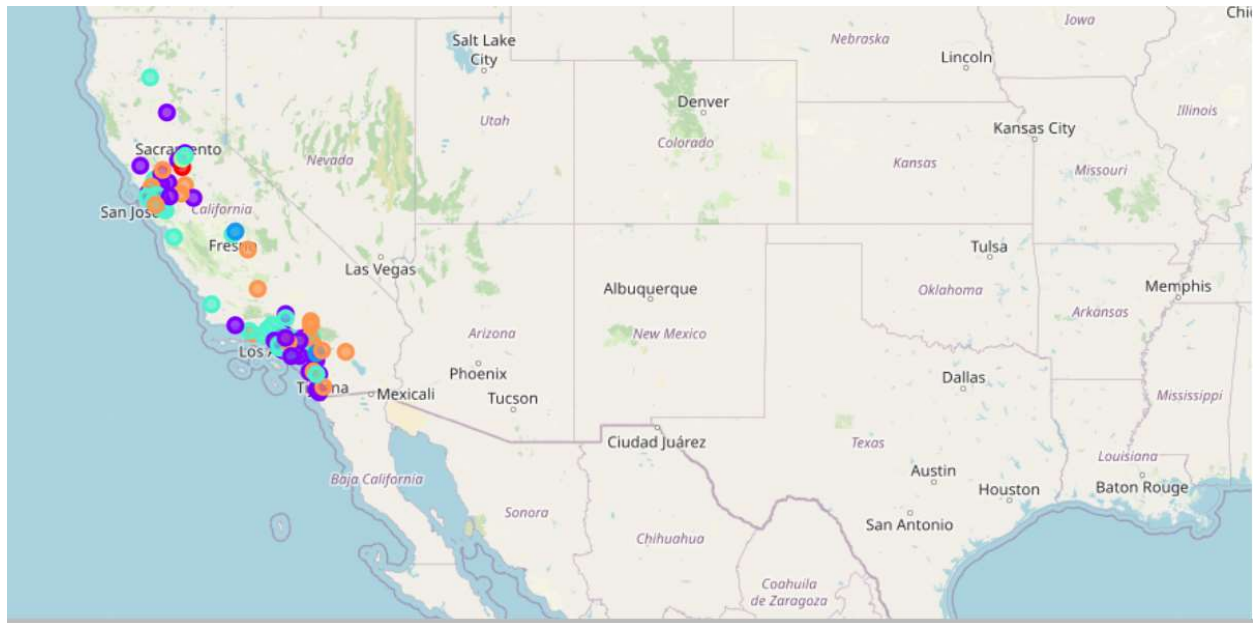 Iowa
Chi
Salt Lake
City
Nebraska
Lincoln
Denver
Illinois
Utah
Kansas City
Colorado
Sacramento
Nevada
Kansas
Missouri
San Jose
California
Fresno
Tulsa
Las Vegas
Albuquerque
Memphis
Oklahoma
Arizona
New Mexico
Arkansas
Los A
Phoenix
Dallas
Tijuana
Mexicali
Tucson
Mississippi
Ciudad Juárez
Texas
Louisiana
Baja California
Austin
Houston
Baton Rouge
Sonora
San Antonio
Chihuahua
Coahuila
de Zaragoza